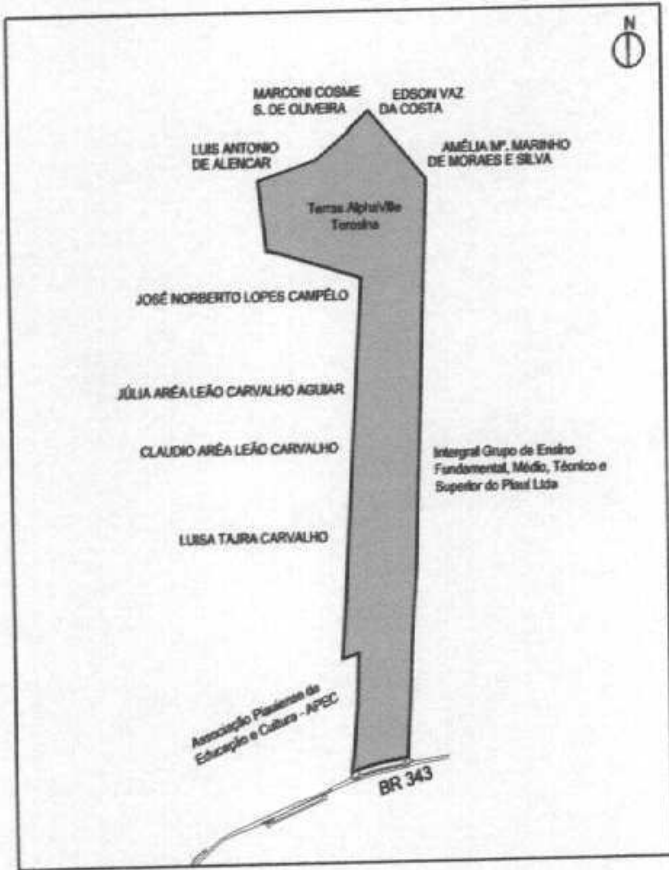 N
MARCONI COSME
S. DE OLIVEIRA
EDSON VAZ
DA COSTA
LUIS ANTONIO
DE ALENCAR
AMÉLIA Mª. MARINHO
DE MORAES E SILVA
Terras AlphaVille
Teresina
JOSÉ NORBERTO LOPES CAMPÉLO
JÚLIA ARÊA LEÃO CARVALHO AGUIAR
CLAUDIO ARÊA LEÃO CARVALHO
Intergral Grupo de Ensino
Fundamental, Médio, Técnico e
Superior do Piauí Ltda
LUISA TAJRA CARVALHO
Associação Piauiense de
Educação e Cultura - APEC
BR 343